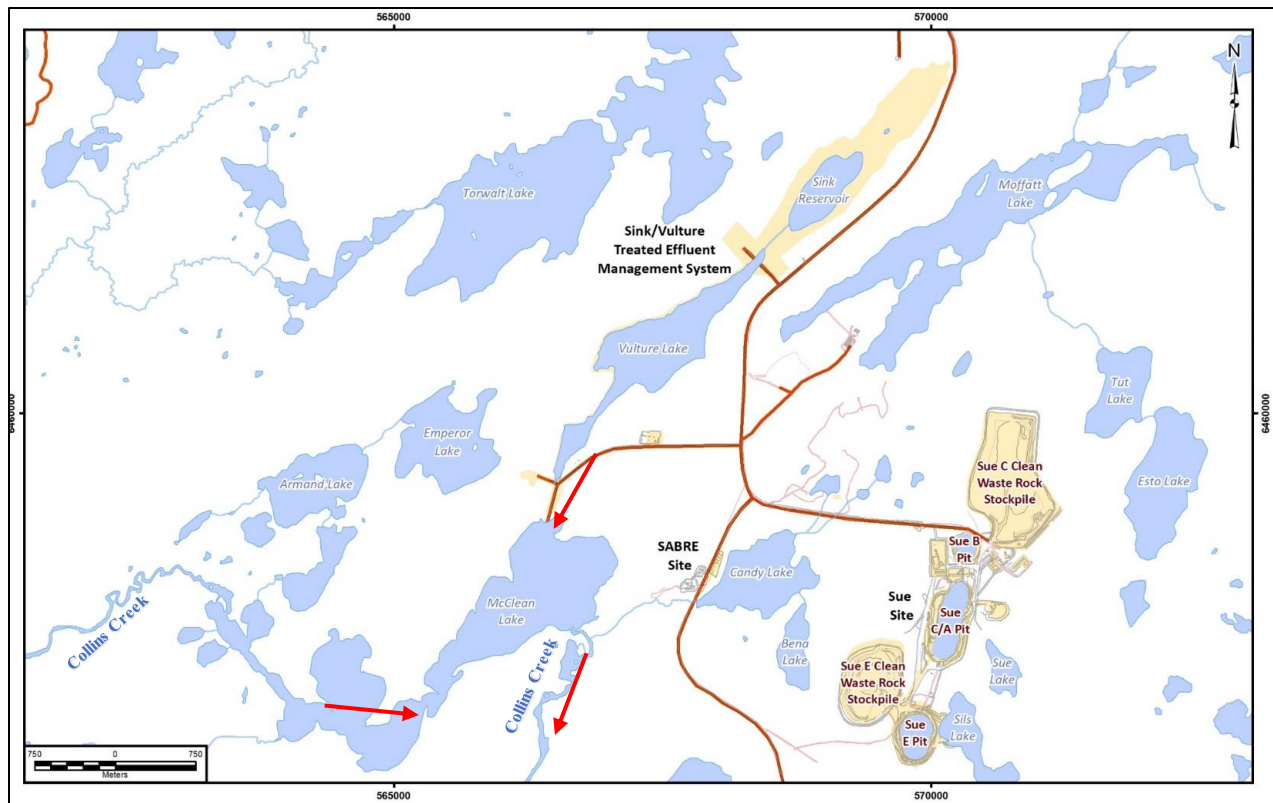 565000
570000
N
Torwalt Lake
Sink
Reservoir
Moffatt
Lake
Sink/Vulture
Treated Effluent
Management System
Vulture Lake
Tut
Lake
6460000
6460000
Emperor
Lake
Armand Lake
Sue C Clean
Waste Rock
Stockpile
Esto Lake
SABRE
Site
Sue B
Pit
Candy Lake
McClean
Lake
Collins Creek
Sue
Site
Sue
C/A Pit
Bena
Lake
Sue
Lake
Sue E Clean
Waste Rock
Stockpile
Collins Creek
Sue
E Pit
Sils
Lake
750 0 750
Meters
565000
570000